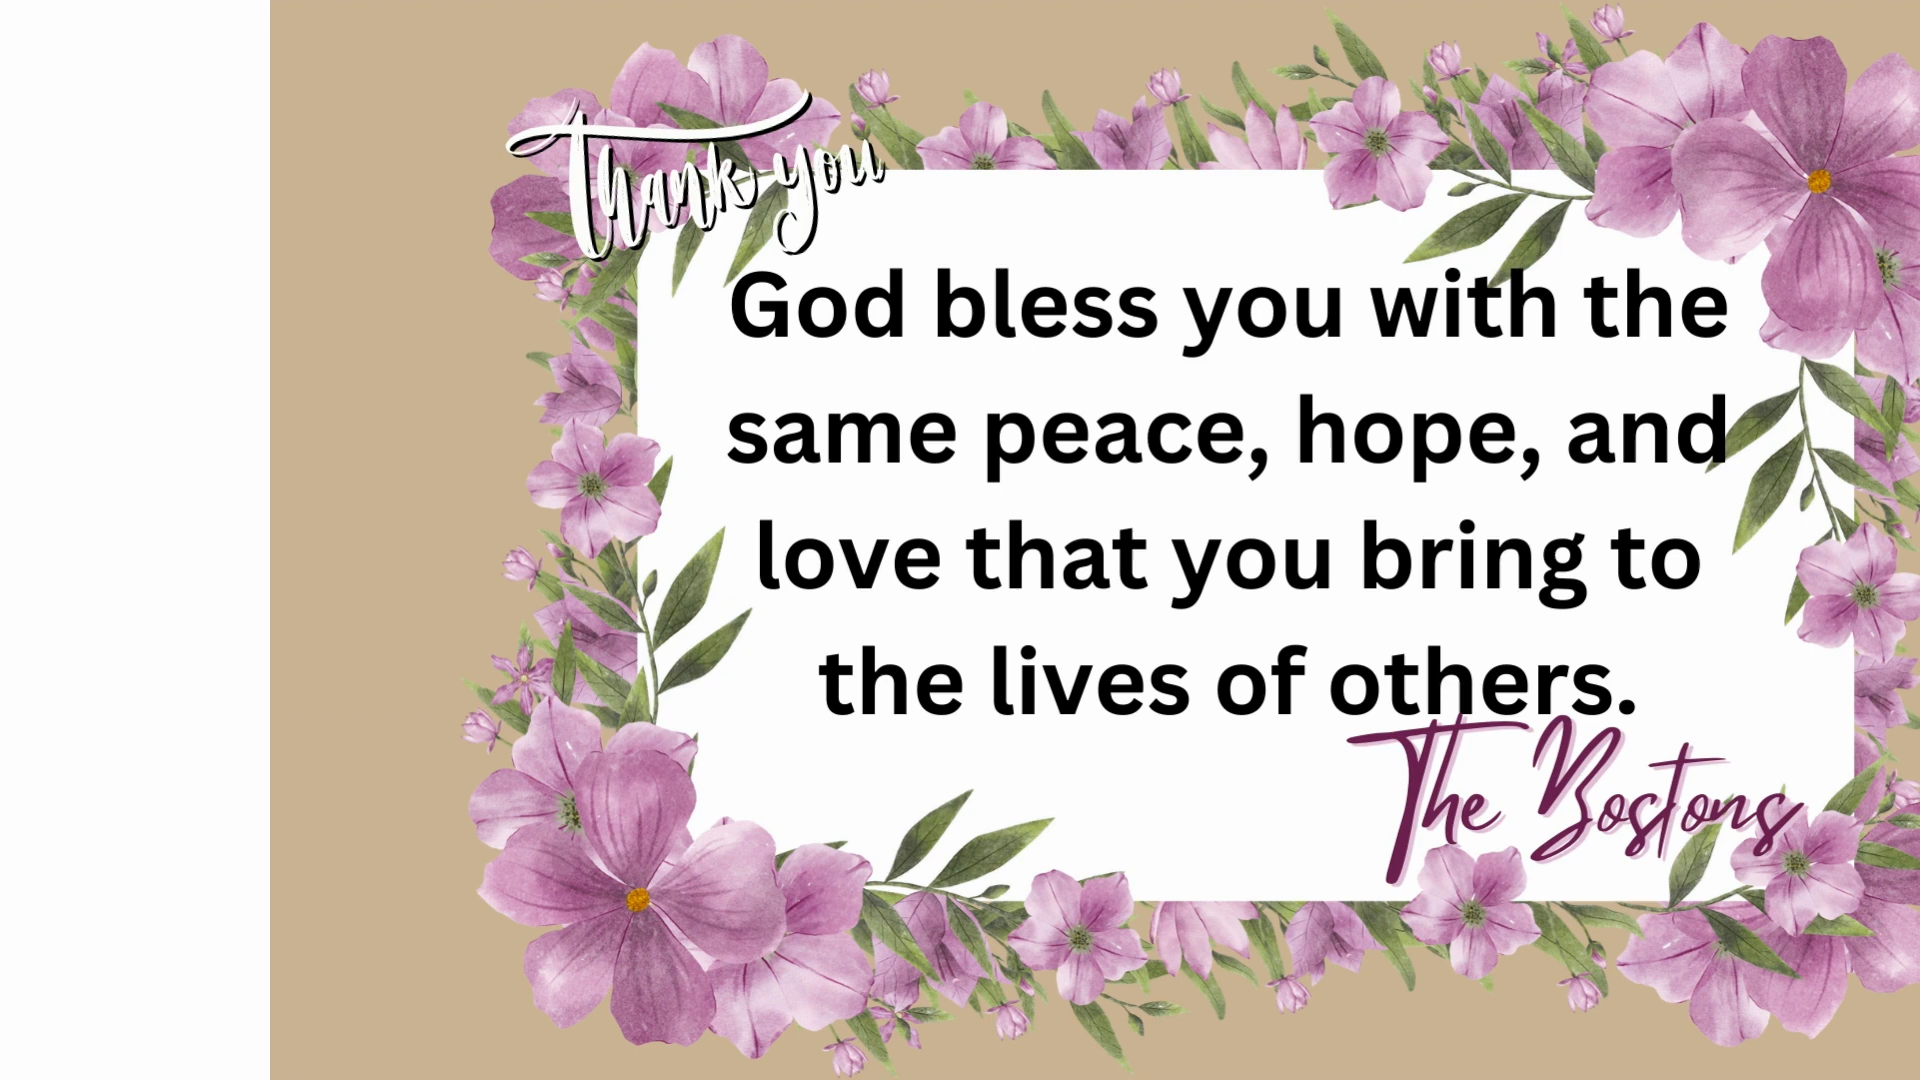 Thank you
God bless you with the
same peace, hope, and
love that you bring to
the lives of others.
The Bostons